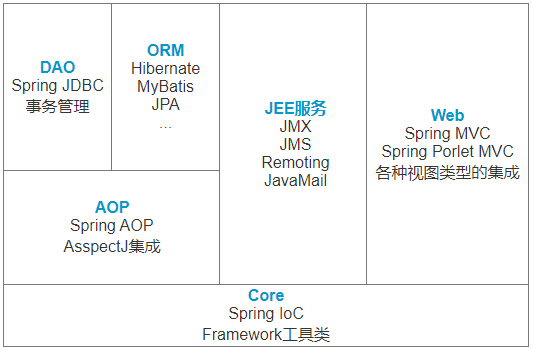 DAO
Spring JDBC
事务管理
ORM
Hibernate
MyBatis
JPA
...
JEE服务
JMX
JMS
Remoting
JavaMail
Web
Spring MVC
Spring Porlet MVC
各种视图类型的集成
AOP
Spring AOP
AsspectJ集成
Core
Spring IoC
Framework工具类